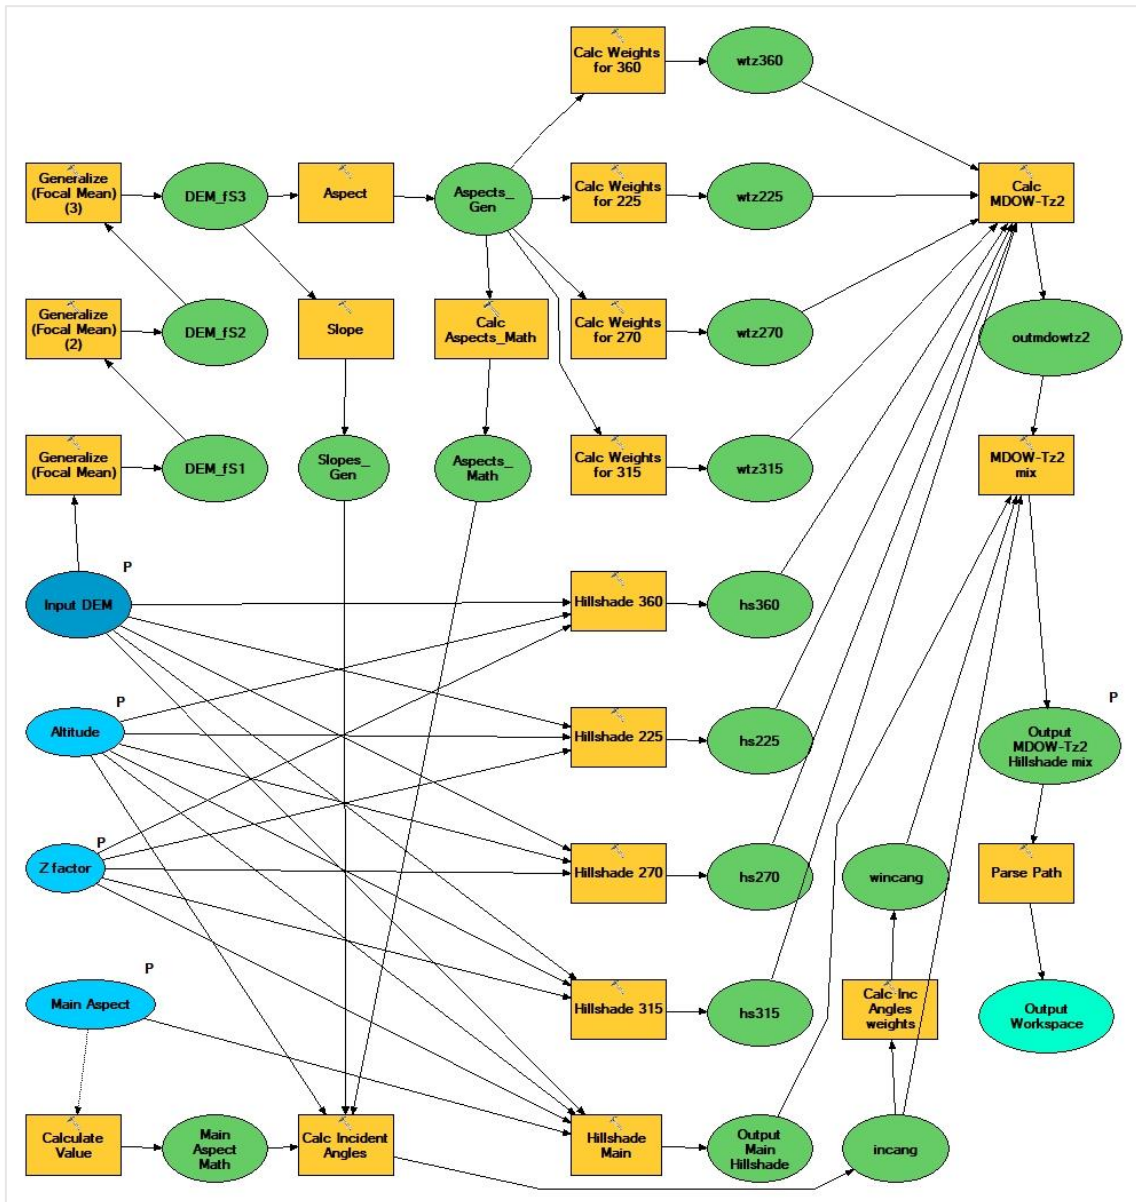 Calc Weights
for 360
wtz360
Generalize
(Focal Mean)
(3)
DEM_fS3
Aspect
Aspects_
Gen
Calc Weights
for 225
wtz225
Calc
MDOW-Tz2
Generalize
(Focal Mean)
(2)
DEM_fS2
Slope
Calc
Aspects_Math
Calc Weights
for 270
wtz270
outmdowtz2
Generalize
(Focal Mean)
DEM_fS1
Slopes_
Gen
Aspects_
Math
Calc Weights
for 315
wtz315
MDOW-Tz2
mix
P
Input DEM
Hillshade 360
hs360
P
Altitude
Hillshade 225
hs225
P
Output
MDOW-Tz2
Hillshade mix
P
Z factor
Hillshade 270
hs270
wincang
Parse Path
P
Main Aspect
Hillshade 315
hs315
Calc Inc
Angles
weights
Output
Workspace
Calculate
Value
Main
Aspect
Math
Calc Incident
Angles
Hillshade
Main
Output
Main
Hillshade
incang